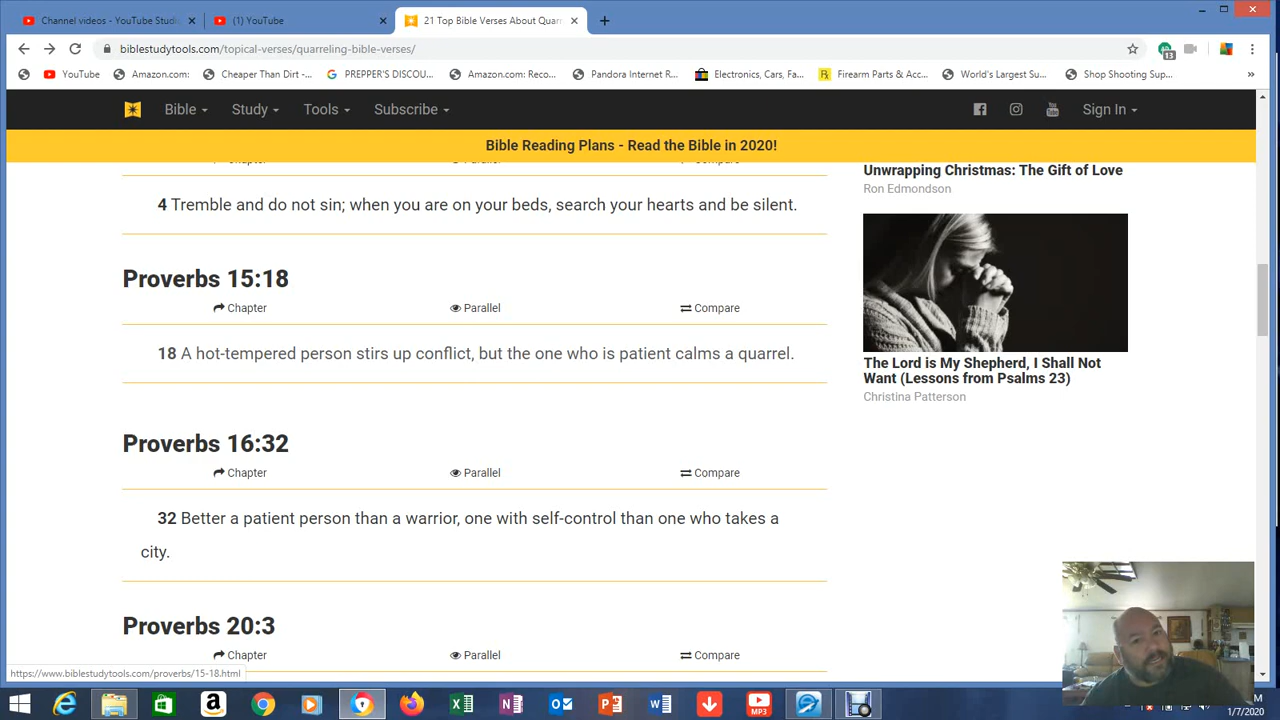 Channel videos - YouTube Studi
(1) YouTube
21 Top Bible Verses About Quarr
biblestudytools.com/topical-verses/quarreling-bible-verses/
13
YouTube
Amazon.com:
Cheaper Than Dirt -...
PREPPER'S DISCOU...
Amazon.com: Reco...
Pandora Internet R...
Electronics, Cars, Fa...
Firearm Parts & Acc...
World's Largest Su...
Shop Shooting Sup...
Bible
Study
Tools
Subscribe
Sign In
Bible Reading Plans - Read the Bible in 2020!
Chapter
Parallel
Compare
4 Tremble and do not sin; when you are on your beds, search your hearts and be silent.
Proverbs 15:18
Chapter
Parallel
Compare
18 A hot-tempered person stirs up conflict, but the one who is patient calms a quarrel.
Proverbs 16:32
Chapter
Parallel
Compare
32 Better a patient person than a warrior, one with self-control than one who takes a
city.
Proverbs 20:3
Chapter
Parallel
Compare
Unwrapping Christmas: The Gift of Love
Ron Edmondson
The Lord is My Shepherd, I Shall Not
Want (Lessons from Psalms 23)
Christina Patterson
https://www.biblestudytools.com/proverbs/15-18.html
MP3
M
1/7/2020